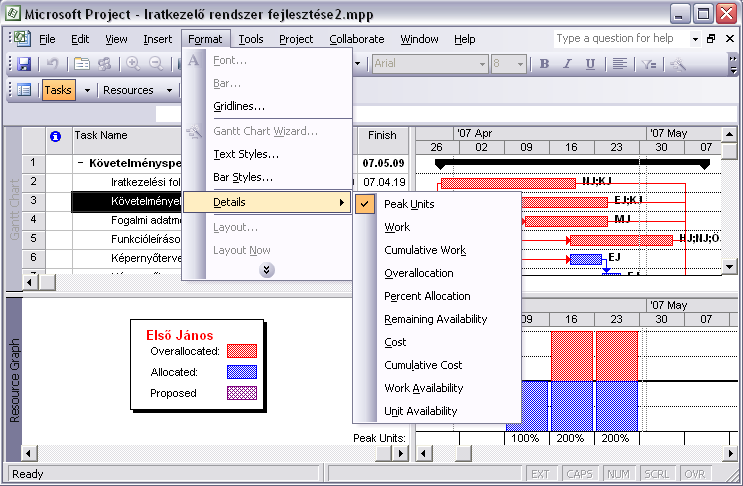 Microsoft Project - Iratkezelő rendszer fejlesztése2.mpp
File Edit View Insert Format Tools Project Collaborate Window Help Type a question for help
Font... Arial 8 B I U
Tasks Resources Bar...
Gridlines...
Gantt Chart Wizard...
Text Styles...
Bar Styles...
Details
Layout...
Layout Now
Task Name Finish '07 Apr '07 May
26 02 09 16 23 30 07
1 Követelményspe 07.05.09
2 Iratkezelési fol 07.04.19 NJ;KJ
3 Követelményel EJ;KJ
4 Fogalmi adatmo MJ
5 Funkcióleíráso HJ;NJ;Ö
6 Képernyőterve EJ
7
Gantt Chart
Peak Units
Work
Cumulative Work
Overallocation
Percent Allocation
Remaining Availability
Cost
Cumulative Cost
Work Availability
Unit Availability
Resource Graph
Első János
Overallocated:
Allocated:
Proposed
'07 May
09 16 23 30 07
Peak Units: 100% 200% 200%
Ready EXT CAPS NUM SCRL OVR